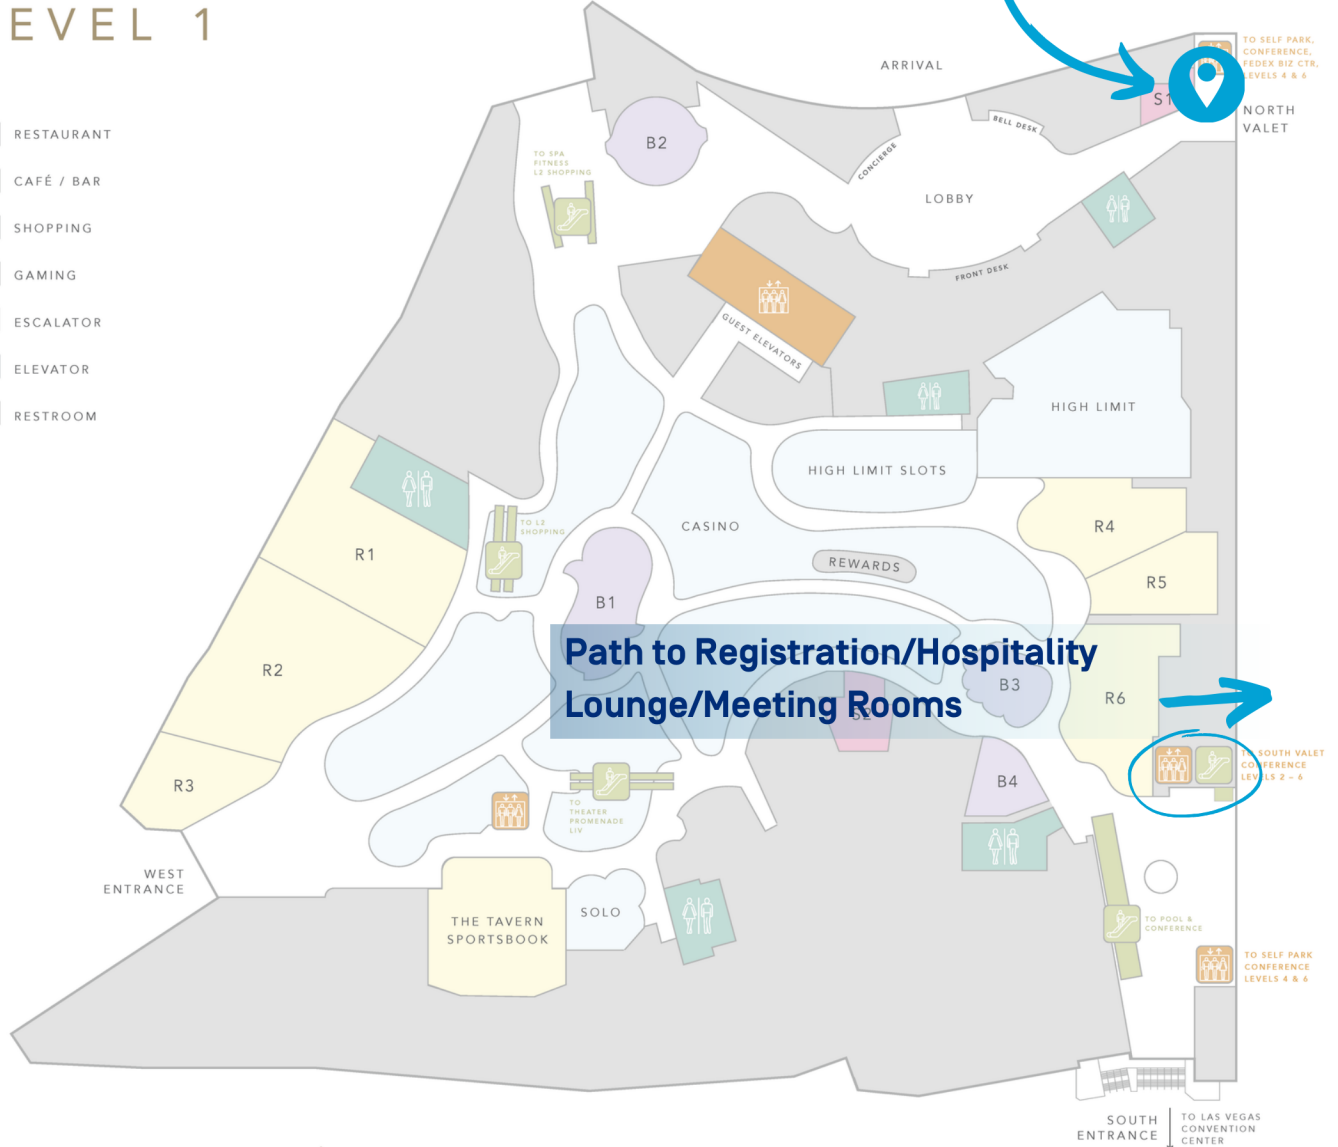 EVEL 1
RESTAURANT
CAFÉ / BAR
SHOPPING
GAMING
ESCALATOR
ELEVATOR
RESTROOM
ARRIVAL
TO SELF PARK,
CONFERENCE,
FEDEX BIZ CTR,
LEVELS 4 & 6
S1
NORTH
VALET
BELL DESK
CONCIERGE
B2
TO SPA
FITNESS
L2 SHOPPING
LOBBY
FRONT DESK
GUEST ELEVATORS
HIGH LIMIT
HIGH LIMIT SLOTS
CASINO
TO L2
SHOPPING
R4
R1
REWARDS
R5
B1
Path to Registration/Hospitality
Lounge/Meeting Rooms
R2
B3
R6
S2
TO SOUTH VALET
CONFERENCE
LEVELS 2 – 6
R3
B4
TO
THEATER
PROMENADE
LIV
WEST
ENTRANCE
THE TAVERN
SPORTSBOOK
SOLO
TO POOL &
CONFERENCE
TO SELF PARK
CONFERENCE
LEVELS 4 & 6
SOUTH
ENTRANCE
TO LAS VEGAS
CONVENTION
CENTER